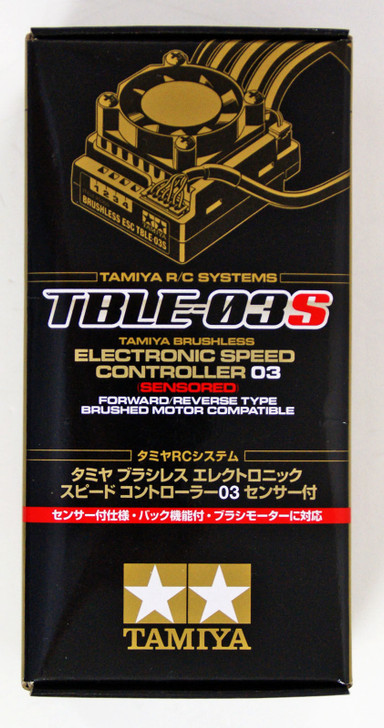 1 2 3 4
BRUSHLESS ESC TBLE-03S
TAMIYA R/C SYSTEMS
TBLE-03S
TAMIYA BRUSHLESS
ELECTRONIC SPEED
CONTROLLER 03
(SENSORED)
FORWARD/REVERSE TYPE
BRUSHED MOTOR COMPATIBLE
タミヤRCシステム
タミヤ ブラシレス エレクトロニック
スピード コントローラー03 センサー付
センサー付仕様・バック機能付・ブラシモーターに対応
TAMIYA